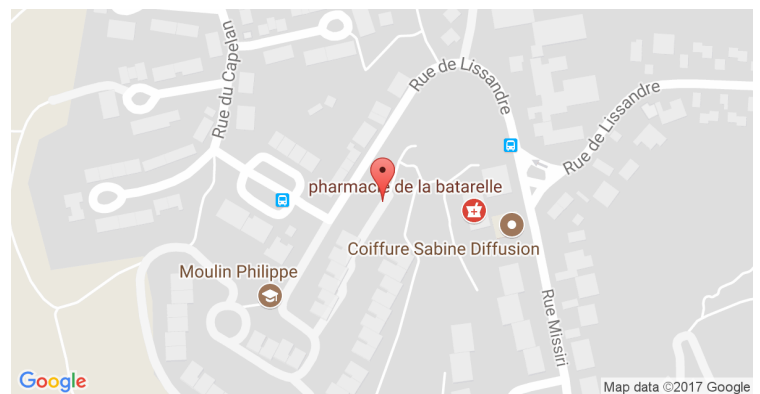 Rue du Capelan
Rue de Lissandre
Rue de Lissandre
pharmacie de la batarelle
Coiffure Sabine Diffusion
Moulin Philippe
Rue Missiri
Google
Map data ©2017 Google